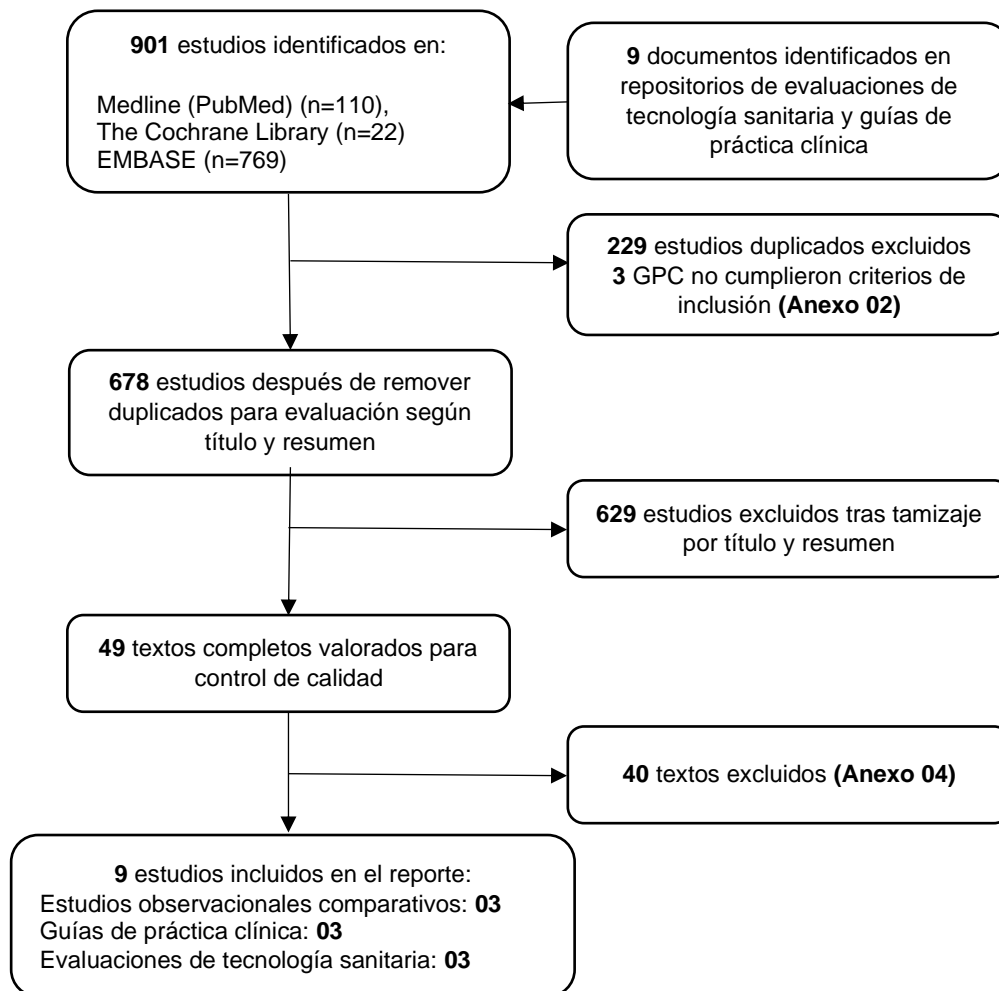 901 estudios identificados en:
Medline (PubMed) (n=110),
The Cochrane Library (n=22)
EMBASE (n=769)
9 documentos identificados en
repositorios de evaluaciones de
tecnología sanitaria y guías de
práctica clínica
229 estudios duplicados excluidos
3 GPC no cumplieron criterios de
inclusión (Anexo 02)
678 estudios después de remover
duplicados para evaluación según
título y resumen
629 estudios excluidos tras tamizaje
por título y resumen
49 textos completos valorados para
control de calidad
40 textos excluidos (Anexo 04)
9 estudios incluidos en el reporte:
Estudios observacionales comparativos: 03
Guías de práctica clínica: 03
Evaluaciones de tecnología sanitaria: 03